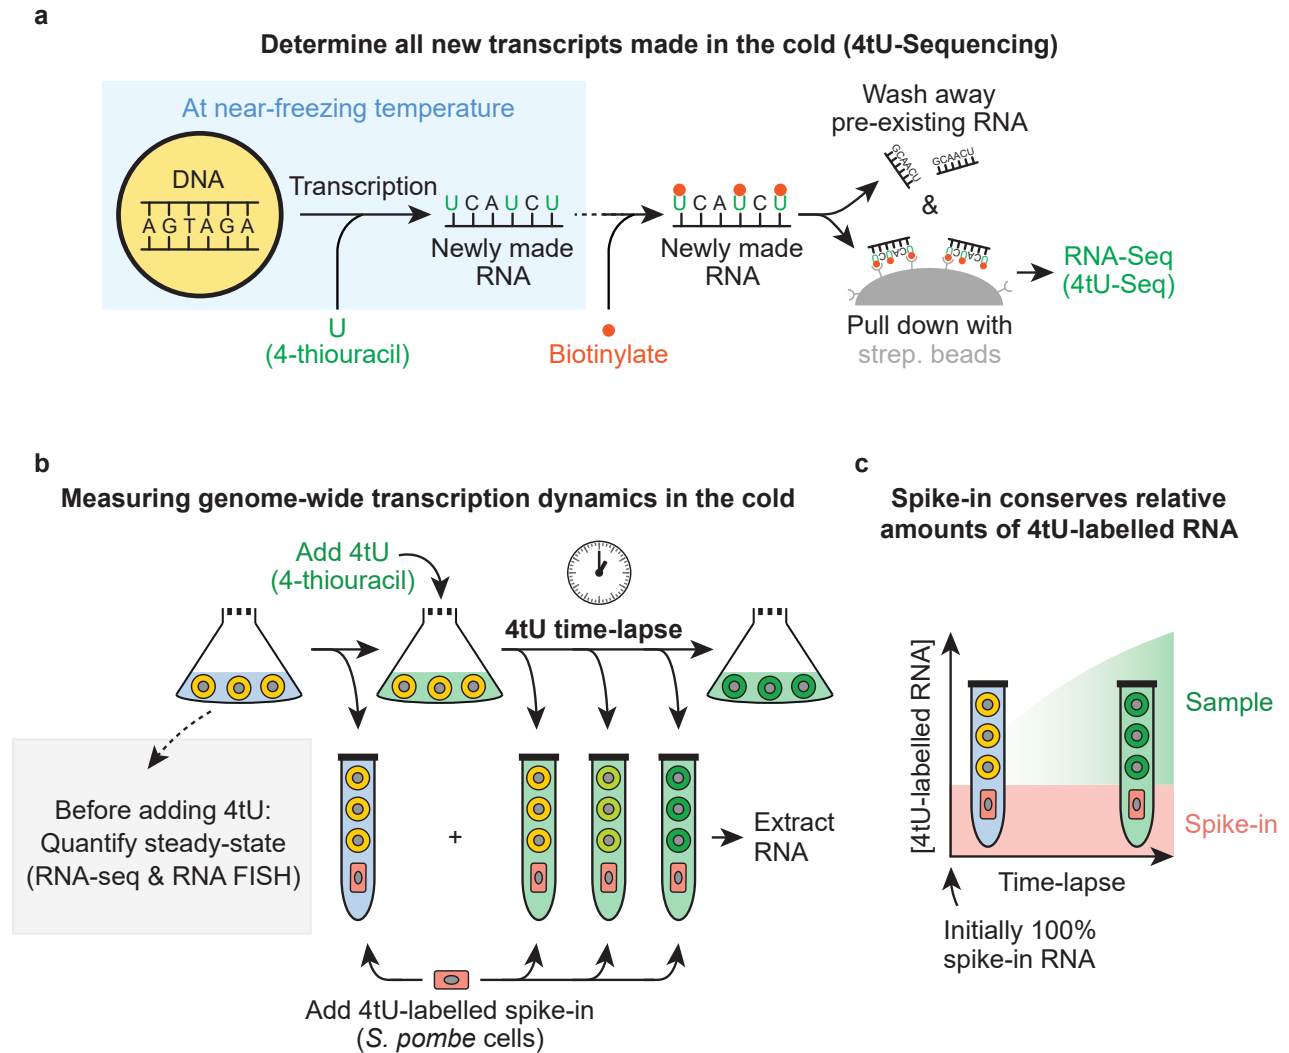 a
Determine all new transcripts made in the cold (4tU-Sequencing)
At near-freezing temperature
DNA
A G T A G A
Transcription
U C A U C U
Newly made
RNA
U
(4-thiouracil)
Biotinylate
U C A U C U
Newly made
RNA
Wash away
pre-existing RNA
GCAACU
GCAACU
&
Pull down with
strep. beads
RNA-Seq
(4tU-Seq)
b
Measuring genome-wide transcription dynamics in the cold
Add 4tU
(4-thiouracil)
4tU time-lapse
Before adding 4tU:
Quantify steady-state
(RNA-seq & RNA FISH)
+
Extract
RNA
Add 4tU-labelled spike-in
(S. pombe cells)
c
Spike-in conserves relative
amounts of 4tU-labelled RNA
[4tU-labelled RNA]
Sample
Spike-in
Time-lapse
Initially 100%
spike-in RNA